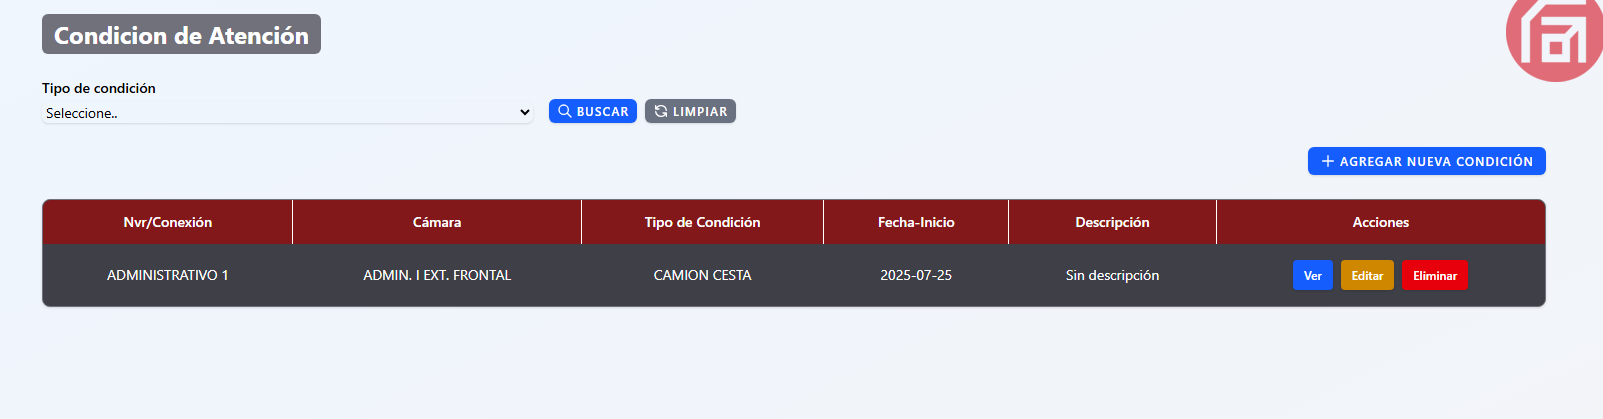 Condicion de Atención
Tipo de condición
Seleccione..
BUSCAR
LIMPIAR
AGREGAR NUEVA CONDICIÓN
Nvr/Conexión Cámara Tipo de Condición Fecha-Inicio Descripción Acciones
ADMINISTRATIVO 1 ADMIN. I EXT. FRONTAL CAMION CESTA 2025-07-25 Sin descripción Ver Editar Eliminar